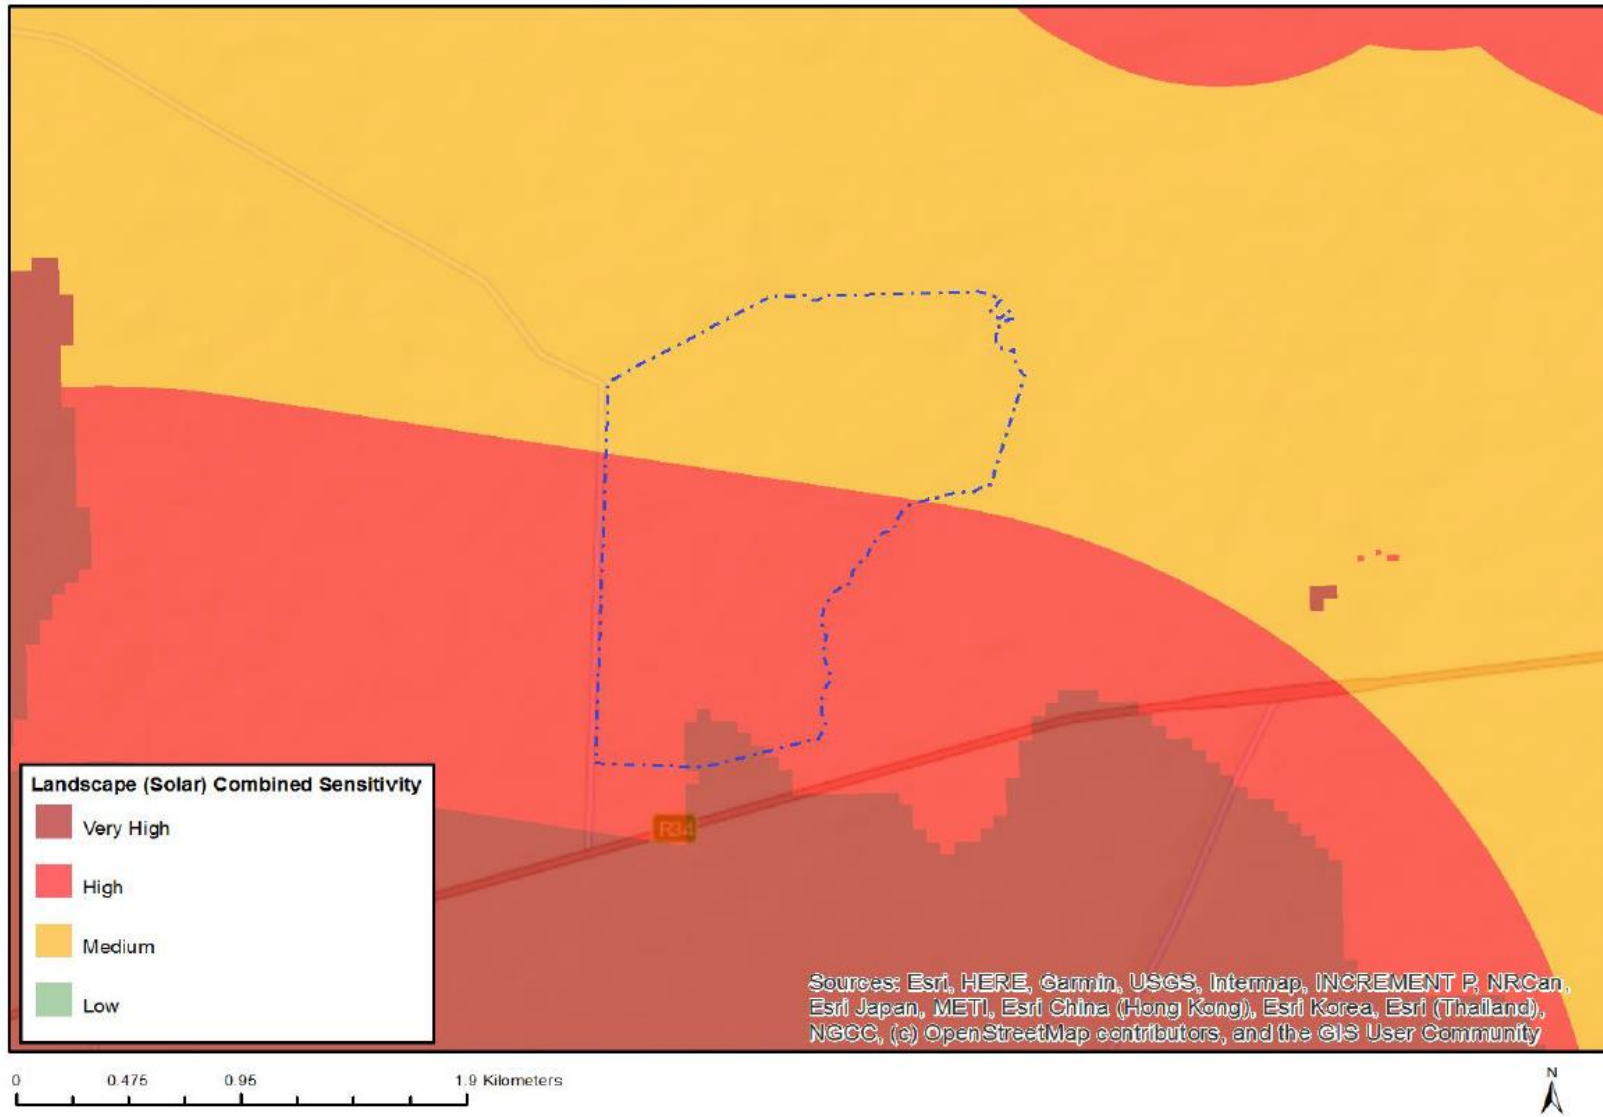 R34
Landscape (Solar) Combined Sensitivity
Very High
High
Medium
Low
Sources: Esri, HERE, Garmin, USGS, Intermap, INCREMENT P, NRCan,
Esri Japan, METI, Esri China (Hong Kong), Esri Korea, Esri (Thailand),
NGCC, (c) OpenStreetMap contributors, and the GIS User Community
0 0.475 0.95 1.9 Kilometers
N